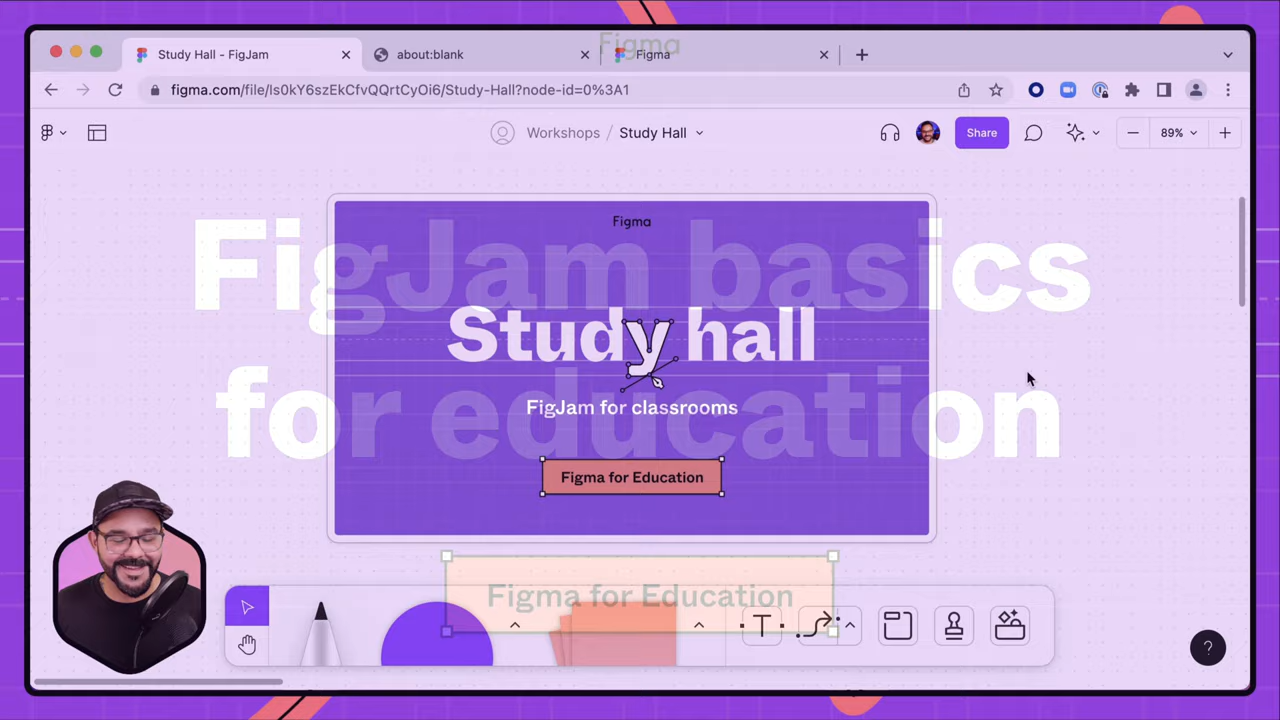 Figma
Study Hall - FigJam
about:blank
Figma
figma.com/file/ls0kY6szEkCfvQQrtCyOi6/Study-Hall?node-id=0%3A1
Workshops / Study Hall
Share
89%
Figma
FigJam basics
for education
Study hall
FigJam for classrooms
Figma for Education
Figma for Education
T
?